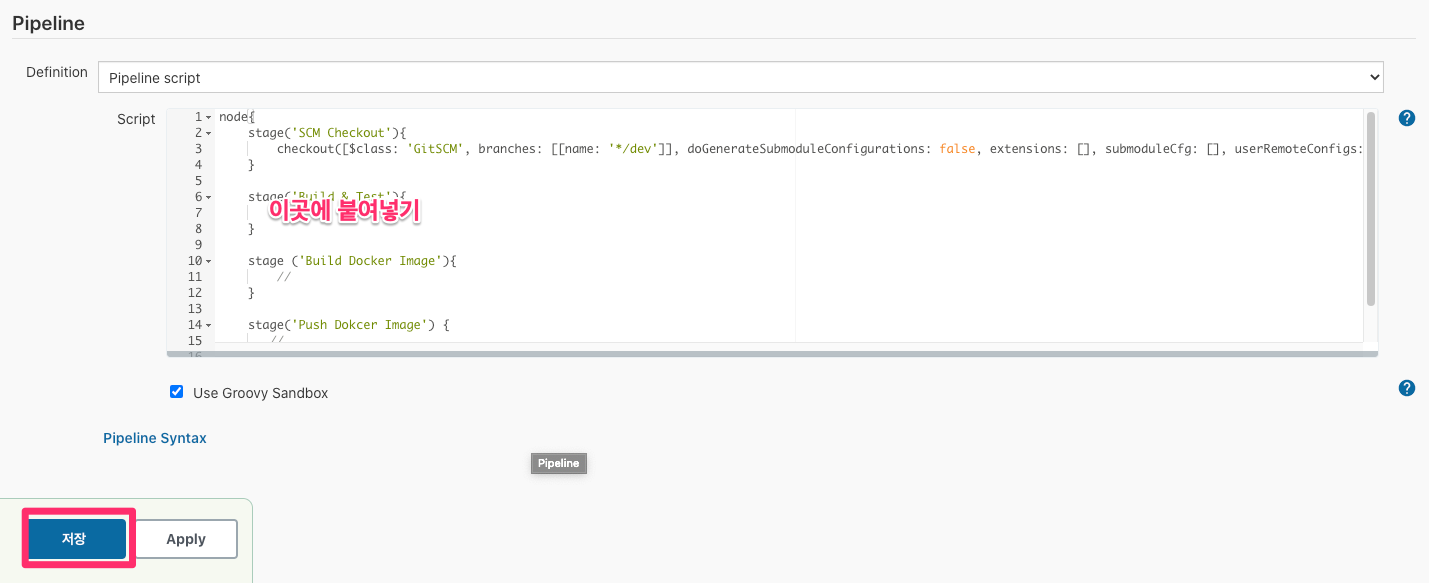 Pipeline
Definition
Pipeline script
Script
1 node{
2 stage('SCM Checkout'){
3 checkout([$class: 'GitSCM', branches: [[name: '*/dev']], doGenerateSubmoduleConfigurations: false, extensions: [], submoduleCfg: [], userRemoteConfigs:
4 }
5
6 stage('Build & Test'){
이곳에 붙여넣기
7
8 }
9
10 stage ('Build Docker Image'){
11 //
12 }
13
14 stage('Push Dokcer Image') {
15 //
16
Use Groovy Sandbox
Pipeline Syntax
Pipeline
저장 Apply